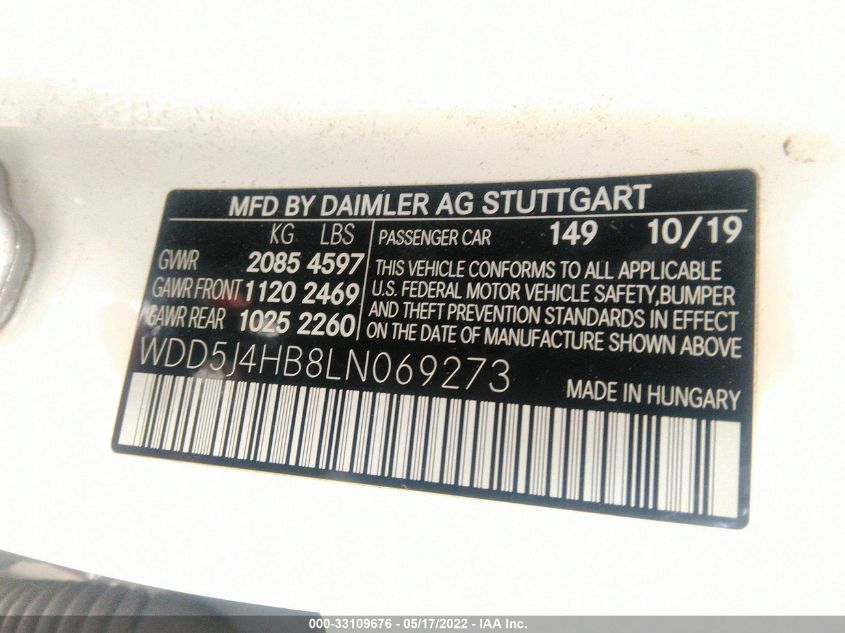 MFD BY DAIMLER AG STUTTGART
KG LBS
GVWR 2085 4597
GAWR FRONT 1120 2469
GAWR REAR 1025 2260
PASSENGER CAR 149 10/19
THIS VEHICLE CONFORMS TO ALL APPLICABLE
U.S. FEDERAL MOTOR VEHICLE SAFETY, BUMPER
AND THEFT PREVENTION STANDARDS IN EFFECT
ON THE DATE OF MANUFACTURE SHOWN ABOVE
WDD5J4HB8LN069273
MADE IN HUNGARY
000-33109676 - 05/17/2022 - IAA Inc.